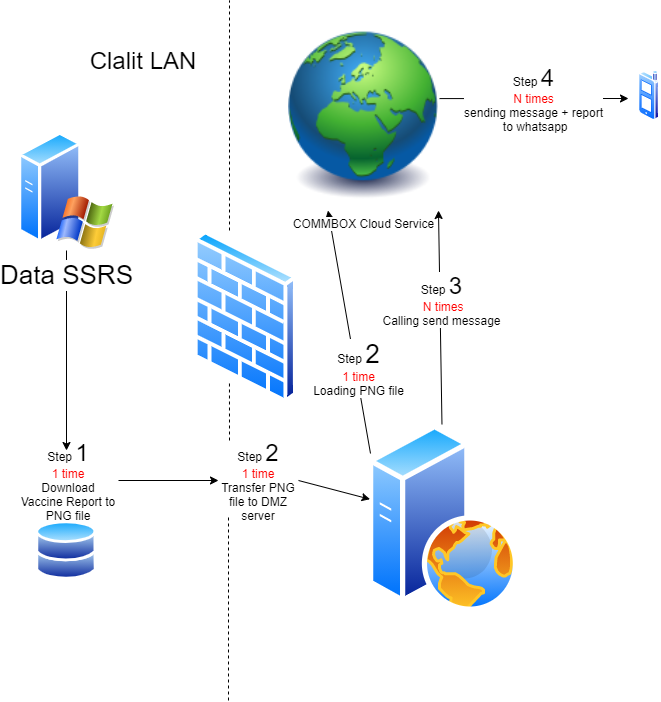 Clalit LAN
Step 4
N times
sending message + report
to whatsapp
COMMBOX Cloud Service
Data SSRS
Step 3
N times
Calling send message
Step 2
1 time
Loading PNG file
Step 1
1 time
Download
Vaccine Report to
PNG file
Step 2
1 time
Transfer PNG
file to DMZ
server